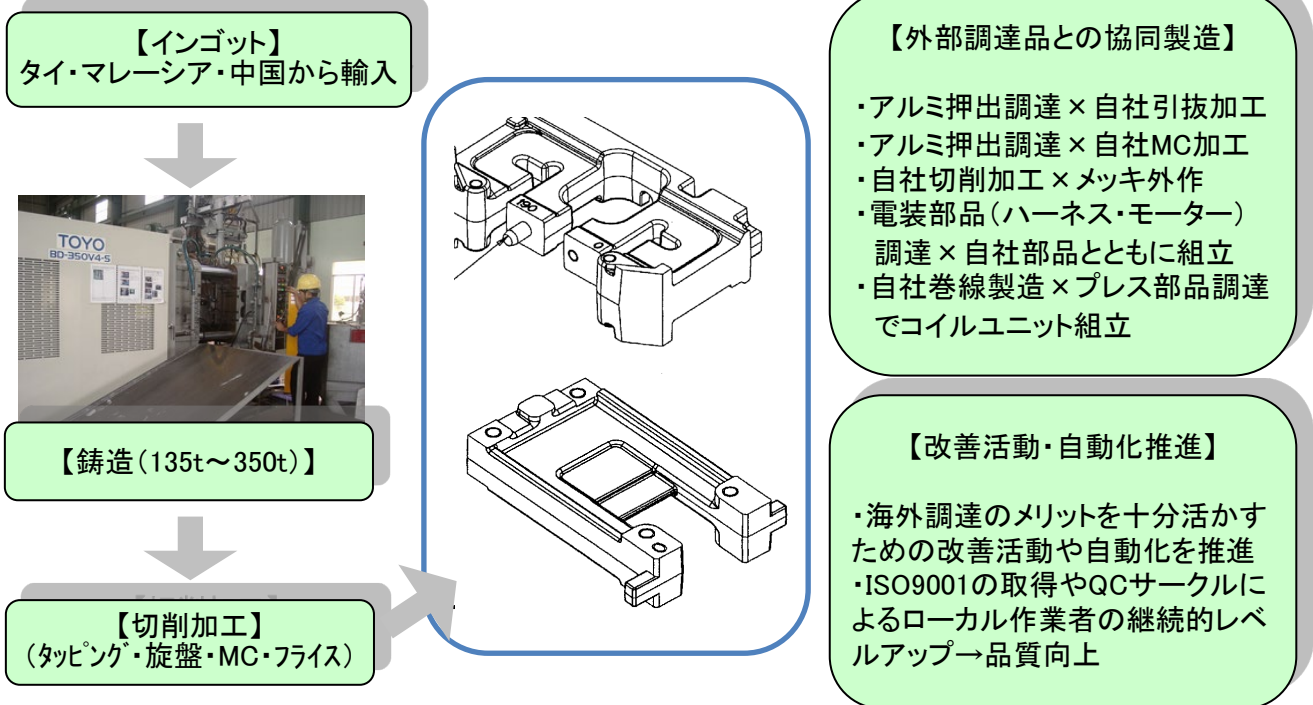 【インゴット】
タイ・マレーシア・中国から輸入
TOYO
BD-350V4-S
【鋳造(135t～350t)】
【切削加工】
(タッピング・旋盤・MC・フライス)
【外部調達品との協同製造】
・アルミ押出調達×自社引抜加工
・アルミ押出調達×自社MC加工
・自社切削加工×メッキ外作
・電装部品(ハーネス・モーター)
調達×自社部品とともに組立
・自社巻線製造×プレス部品調達
でコイルユニット組立
【改善活動・自動化推進】
・海外調達のメリットを十分活かす
ための改善活動や自動化を推進
・ISO9001の取得やQCサークルに
よるローカル作業者の継続的レベ
ルアップ→品質向上